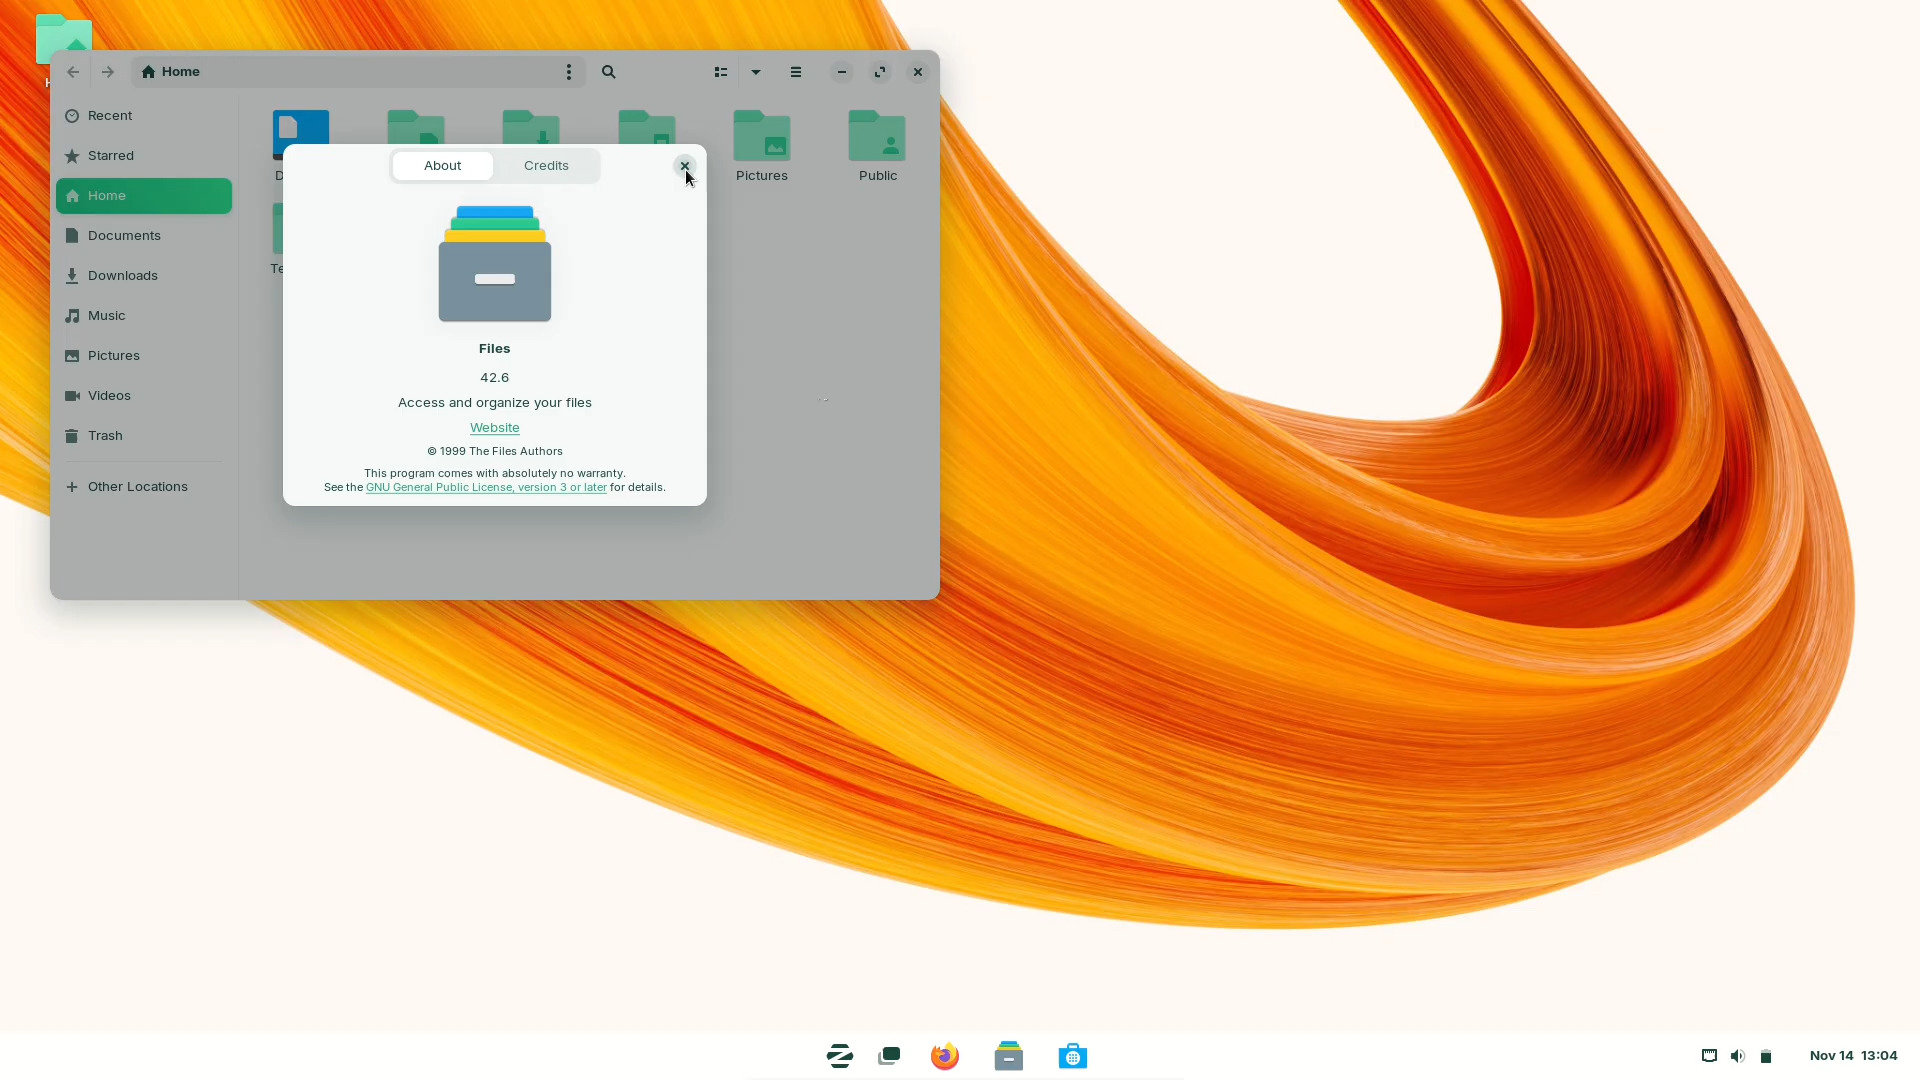 Home
Recent
Starred
Home
Documents
Downloads
Music
Pictures
Videos
Trash
Other Locations
Pictures
Public
About
Credits
Files
42.6
Access and organize your files
Website
© 1999 The Files Authors
This program comes with absolutely no warranty.
See the GNU General Public License, version 3 or later for details.
Nov 14 13:04